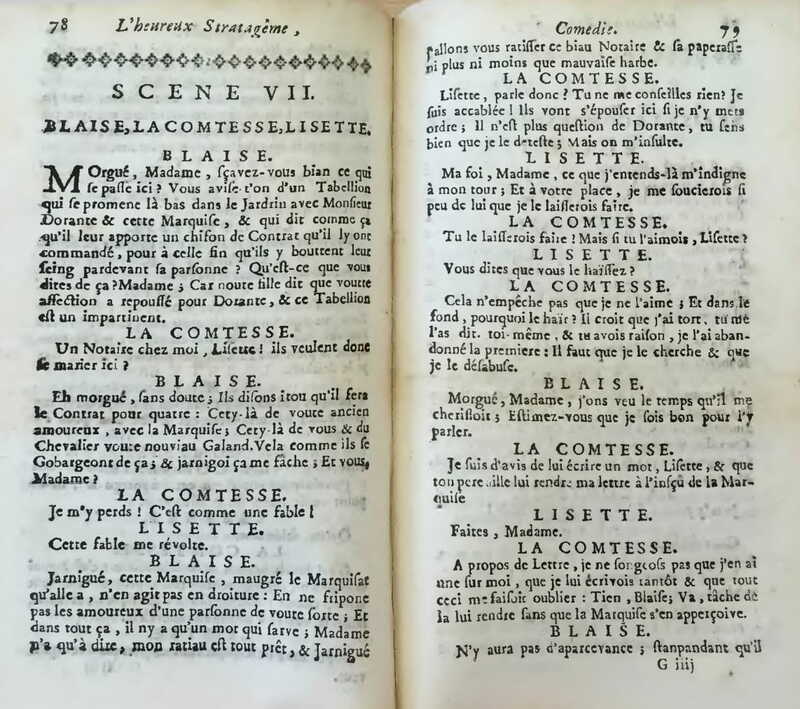 78 L'heureux Stratagême,
SCENE VII.
BLAISE, LA COMTESSE, LISETTE.
BLAISE.
MOrgué, Madame, sçavez-vous bien ce qui
se passe ici ? Vous avise-t'on d'un Tabellion
qui se promene là bas dans le Jardrin avec Monsieur
Dorante & cette Marquise, & qui dit comme ça
qu'il leur apporte un chifon de Contrat qu'il ly ont
commandé, pour à celle fin qu'ils y bouttent leur
seing pardevant sa parsonne ? Qu'est-ce que vous
dites de ça ? Madame ; Car noute fille dit que voutre
affection a repoussé pour Dorante, & ce Tabellion
est un impartinent.
LA COMTESSE.
Un Notaire chez moi, Lisette ! ils veulent donc
se marier ici ?
BLAISE.
Eh morgué, sans doute ; Ils disons itou qu'il fera
le Contrat pour quatre : Cety-là de voute ancien
amoureux, avec la Marquise ; Cety-là de vous & du
Chevalier voute nouviau Galand. Vela comme ils se
Gobargeont de ça ; & jarnigoi ça me fâche ; Et vous,
Madame ?
LA COMTESSE.
Je m'y perds ! C'est comme une fable !
LISETTE.
Cette fable me révolte.
BLAISE.
Jarnigué, cette Marquise, maugré le Marquisat
qu'alle a, n'en agit pas en droiture : En ne fripone
pas les amoureux d'une parsonne de voute sorte ; Et
dans tout ça, il ny a qu'un mot qui sarve ; Madame
n'a qu'à dire, mon ratiau est tout prêt, & Jarnigué
Comedie. 79
j'allons vous ratisser ce biau Notaire & sa paperasse
ni plus ni moins que mauvaise harbe.
LA COMTESSE.
Lisette, parle donc ? Tu ne me conseilles rien ? Je
suis accablée ! Ils vont s'épouser ici si je n'y mets
ordre ; Il n'est plus question de Dorante, tu sens
bien que je le deteste ; Mais on m'insulte.
LISETTE.
Ma foi, Madame, ce que j'entends-là m'indigne
à mon tour ; Et à votre place, je me soucierois si
peu de lui que je le laisserois faire.
LA COMTESSE.
Tu le laisserois faire ! Mais si tu l'aimois, Lisette ?
LISETTE.
Vous dites que vous le haïssez ?
LA COMTESSE.
Cela n'empêche pas que je ne l'aime ; Et dans le
fond, pourquoi le haïr ? Il croit que j'ai tort, tu me
l'as dit toi-même, & tu avois raison, j'e l'ai aban-
donné la premiere : Il faut que je le cherche & que
je le désabuse.
BLAISE.
Morgué, Madame, j'ons veu le temps qu'il me
cherissoit ; Estimez-vous que je sois bon pour l'y
parler.
LA COMTESSE.
Je suis d'avis de lui écrire un mot, Lisette, & que
ton pere aille lui rendre ma lettre à l'insçû de la Mar-
quise
LISETTE.
Faites, Madame.
LA COMTESSE.
A propos de Lettre, je ne songeois pas que j'en ai
une sur moi, que je lui écrivois tantôt & que tout
ceci me faisoit oublier : Tien, Blaise ; Va, tâche de
la lui rendre sans que la Marquise s'en apperçoive.
BLAISE.
N'y aura pas d'aparcevance ; stanpandant qu'il
G iiij